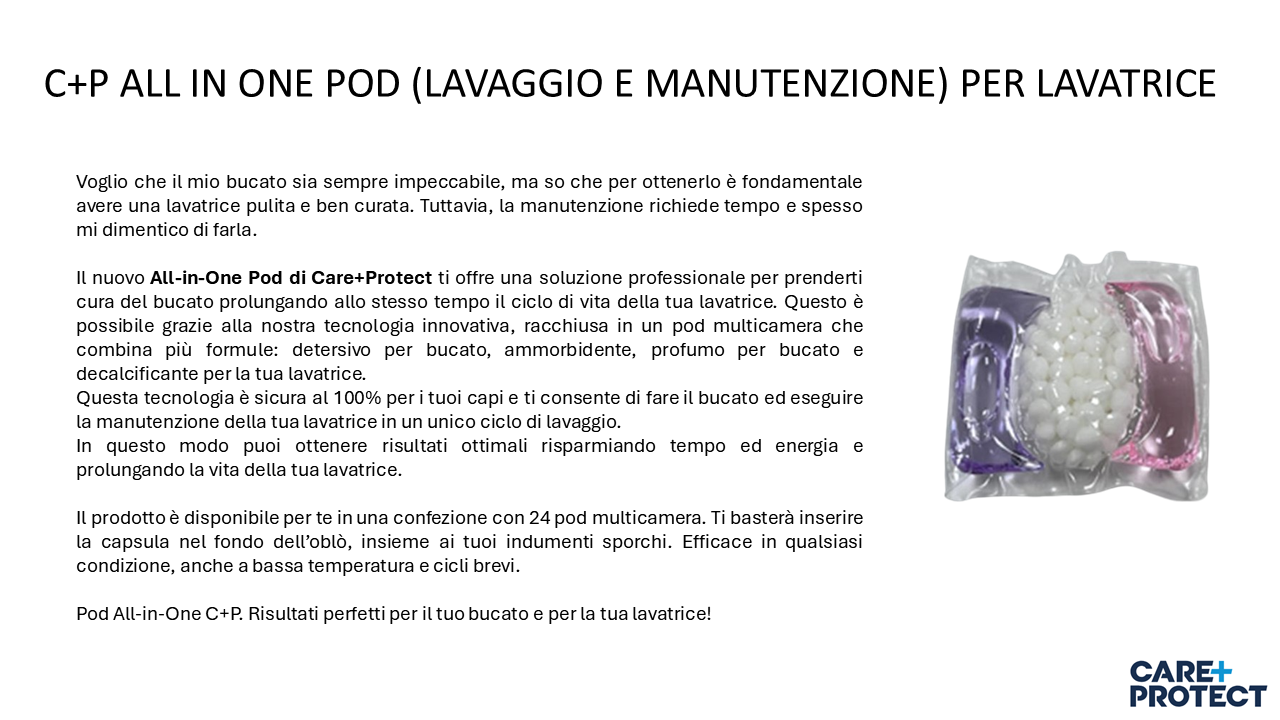 C+P ALL IN ONE POD (LAVAGGIO E MANUTENZIONE) PER LAVATRICE
Voglio che il mio bucato sia sempre impeccabile, ma so che per ottenerlo è fondamentale
avere una lavatrice pulita e ben curata. Tuttavia, la manutenzione richiede tempo e spesso
mi dimentico di farla.
Il nuovo All-in-One Pod di Care+Protect ti offre una soluzione professionale per prenderti
cura del bucato prolungando allo stesso tempo il ciclo di vita della tua lavatrice. Questo è
possibile grazie alla nostra tecnologia innovativa, racchiusa in un pod multicamera che
combina più formule: detersivo per bucato, ammorbidente, profumo per bucato e
decalcificante per la tua lavatrice.
Questa tecnologia è sicura al 100% per i tuoi capi e ti consente di fare il bucato ed eseguire
la manutenzione della tua lavatrice in un unico ciclo di lavaggio.
In questo modo puoi ottenere risultati ottimali risparmiando tempo ed energia e
prolungando la vita della tua lavatrice.
Il prodotto è disponibile per te in una confezione con 24 pod multicamera. Ti basterà inserire
la capsula nel fondo dell’oblò, insieme ai tuoi indumenti sporchi. Efficace in qualsiasi
condizione, anche a bassa temperatura e cicli brevi.
Pod All-in-One C+P. Risultati perfetti per il tuo bucato e per la tua lavatrice!
CARE+
PROTECT